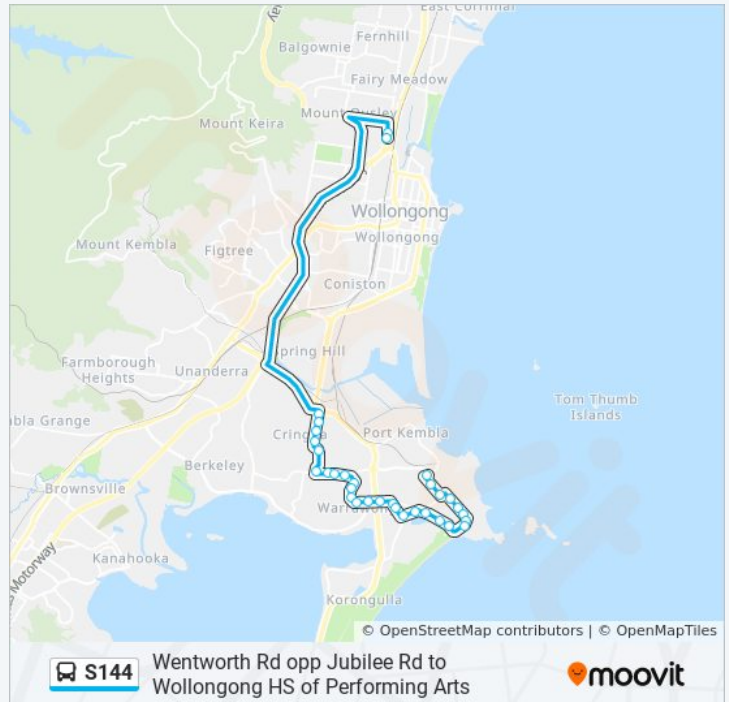 East Corrimal
Fernhill
Balgownie
Fairy Meadow
Mount Ousley
Mount Keira
Wollongong
Wollongong
Mount Kembla
Figtree
Coniston
Spring Hill
Farmborough
Heights
Unanderra
Tom Thumb
Islands
Port Kembla
Berkeley
Brownsville
Kanahooka
Motorway
Korongulla
© OpenStreetMap contributors | © OpenMapTiles
S144
Wentworth Rd opp Jubilee Rd to
Wollongong HS of Performing Arts
moovit